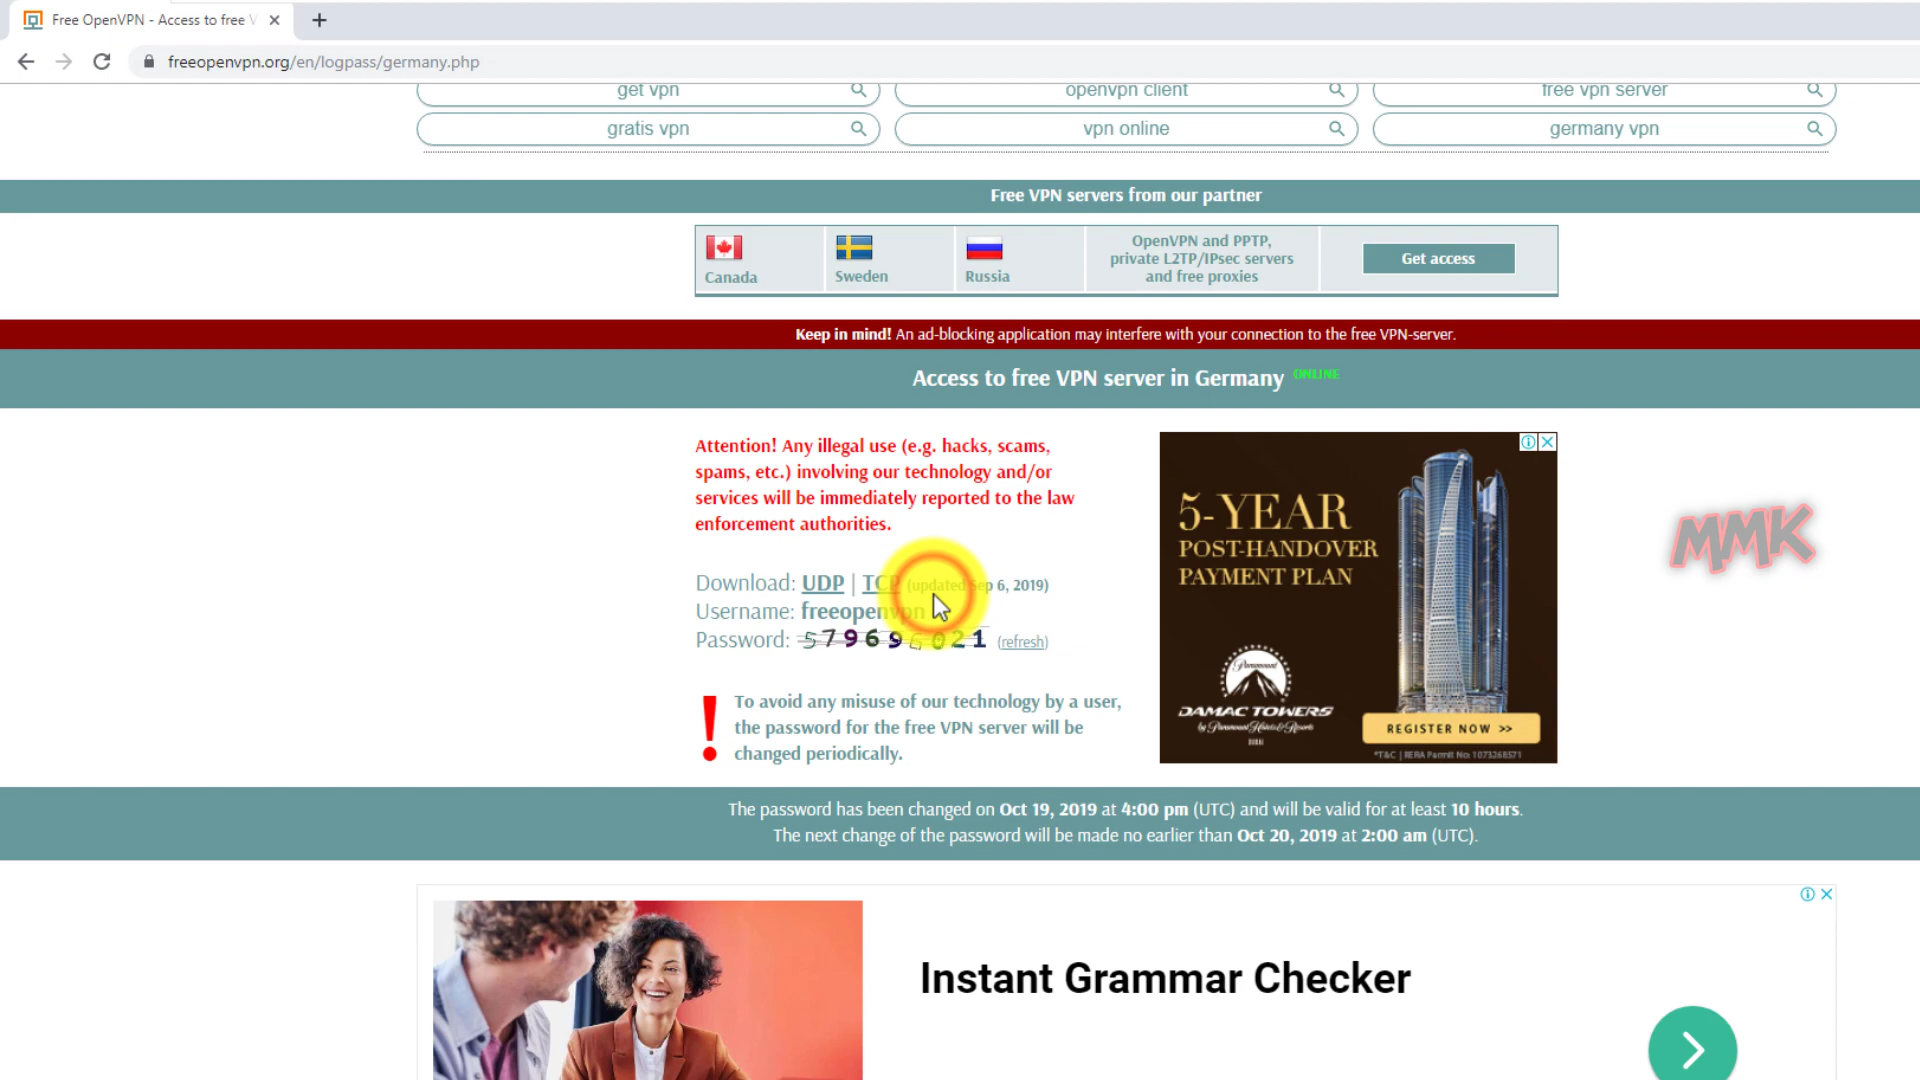 Free OpenVPN - Access to free V
freeopenvpn.org/en/logpass/germany.php
get vpn
openvpn client
free vpn server
gratis vpn
vpn online
germany vpn
Free VPN servers from our partner
Canada
Sweden
Russia
OpenVPN and PPTP,
private L2TP/IPsec servers
and free proxies
Get access
Keep in mind! An ad-blocking application may interfere with your connection to the free VPN-server.
Access to free VPN server in Germany ONLINE
Attention! Any illegal use (e.g. hacks, scams,
spams, etc.) involving our technology and/or
services will be immediately reported to the law
enforcement authorities.
Download: UDP | TCP (updated Sep 6, 2019)
Username: freeopenvpn
Password: 579696021 (refresh)
! To avoid any misuse of our technology by a user,
the password for the free VPN server will be
changed periodically.
5-YEAR
POST-HANDOVER
PAYMENT PLAN
Paramount
DAMAC TOWERS
by Paramount Hotels & Resorts
DUBAI
REGISTER NOW >>
*T&C | RERA Permit No: 1073268571
MMK
The password has been changed on Oct 19, 2019 at 4:00 pm (UTC) and will be valid for at least 10 hours.
The next change of the password will be made no earlier than Oct 20, 2019 at 2:00 am (UTC).
Instant Grammar Checker